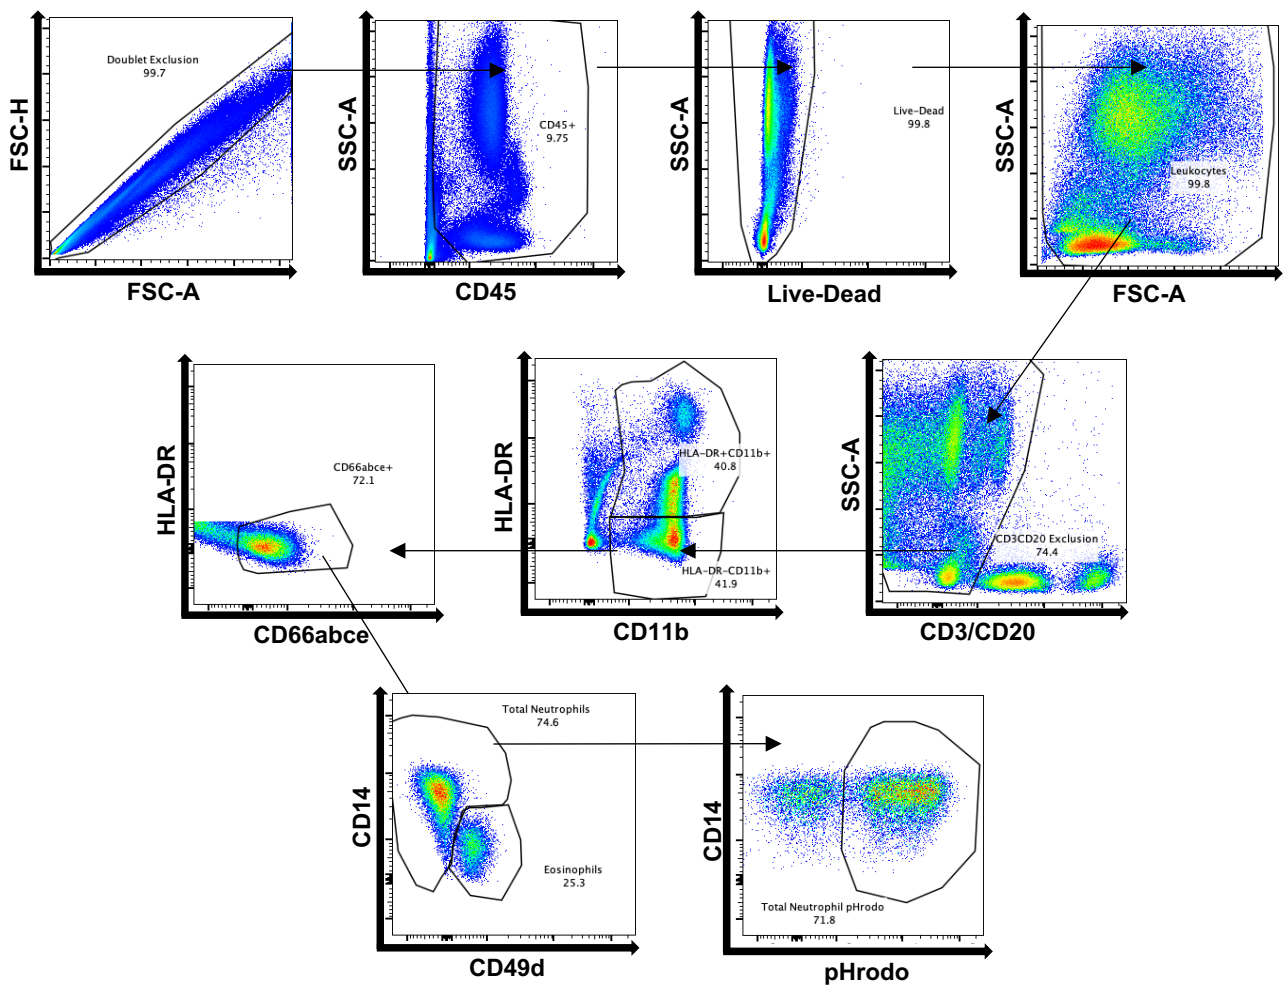 Doublet Exclusion
99.7
FSC-H
FSC-A
CD45+
9.75
SSC-A
CD45
Live-Dead
99.8
SSC-A
Live-Dead
Leukocytes
99.8
SSC-A
FSC-A
CD66abce+
72.1
HLA-DR
CD66abce
HLA-DR+CD11b+
40.8
HLA-DR-CD11b+
41.9
HLA-DR
CD11b
CD3CD20 Exclusion
74.4
SSC-A
CD3/CD20
Total Neutrophils
74.6
Eosinophils
25.3
CD14
CD49d
Total Neutrophil pHrodo
71.8
CD14
pHrodo